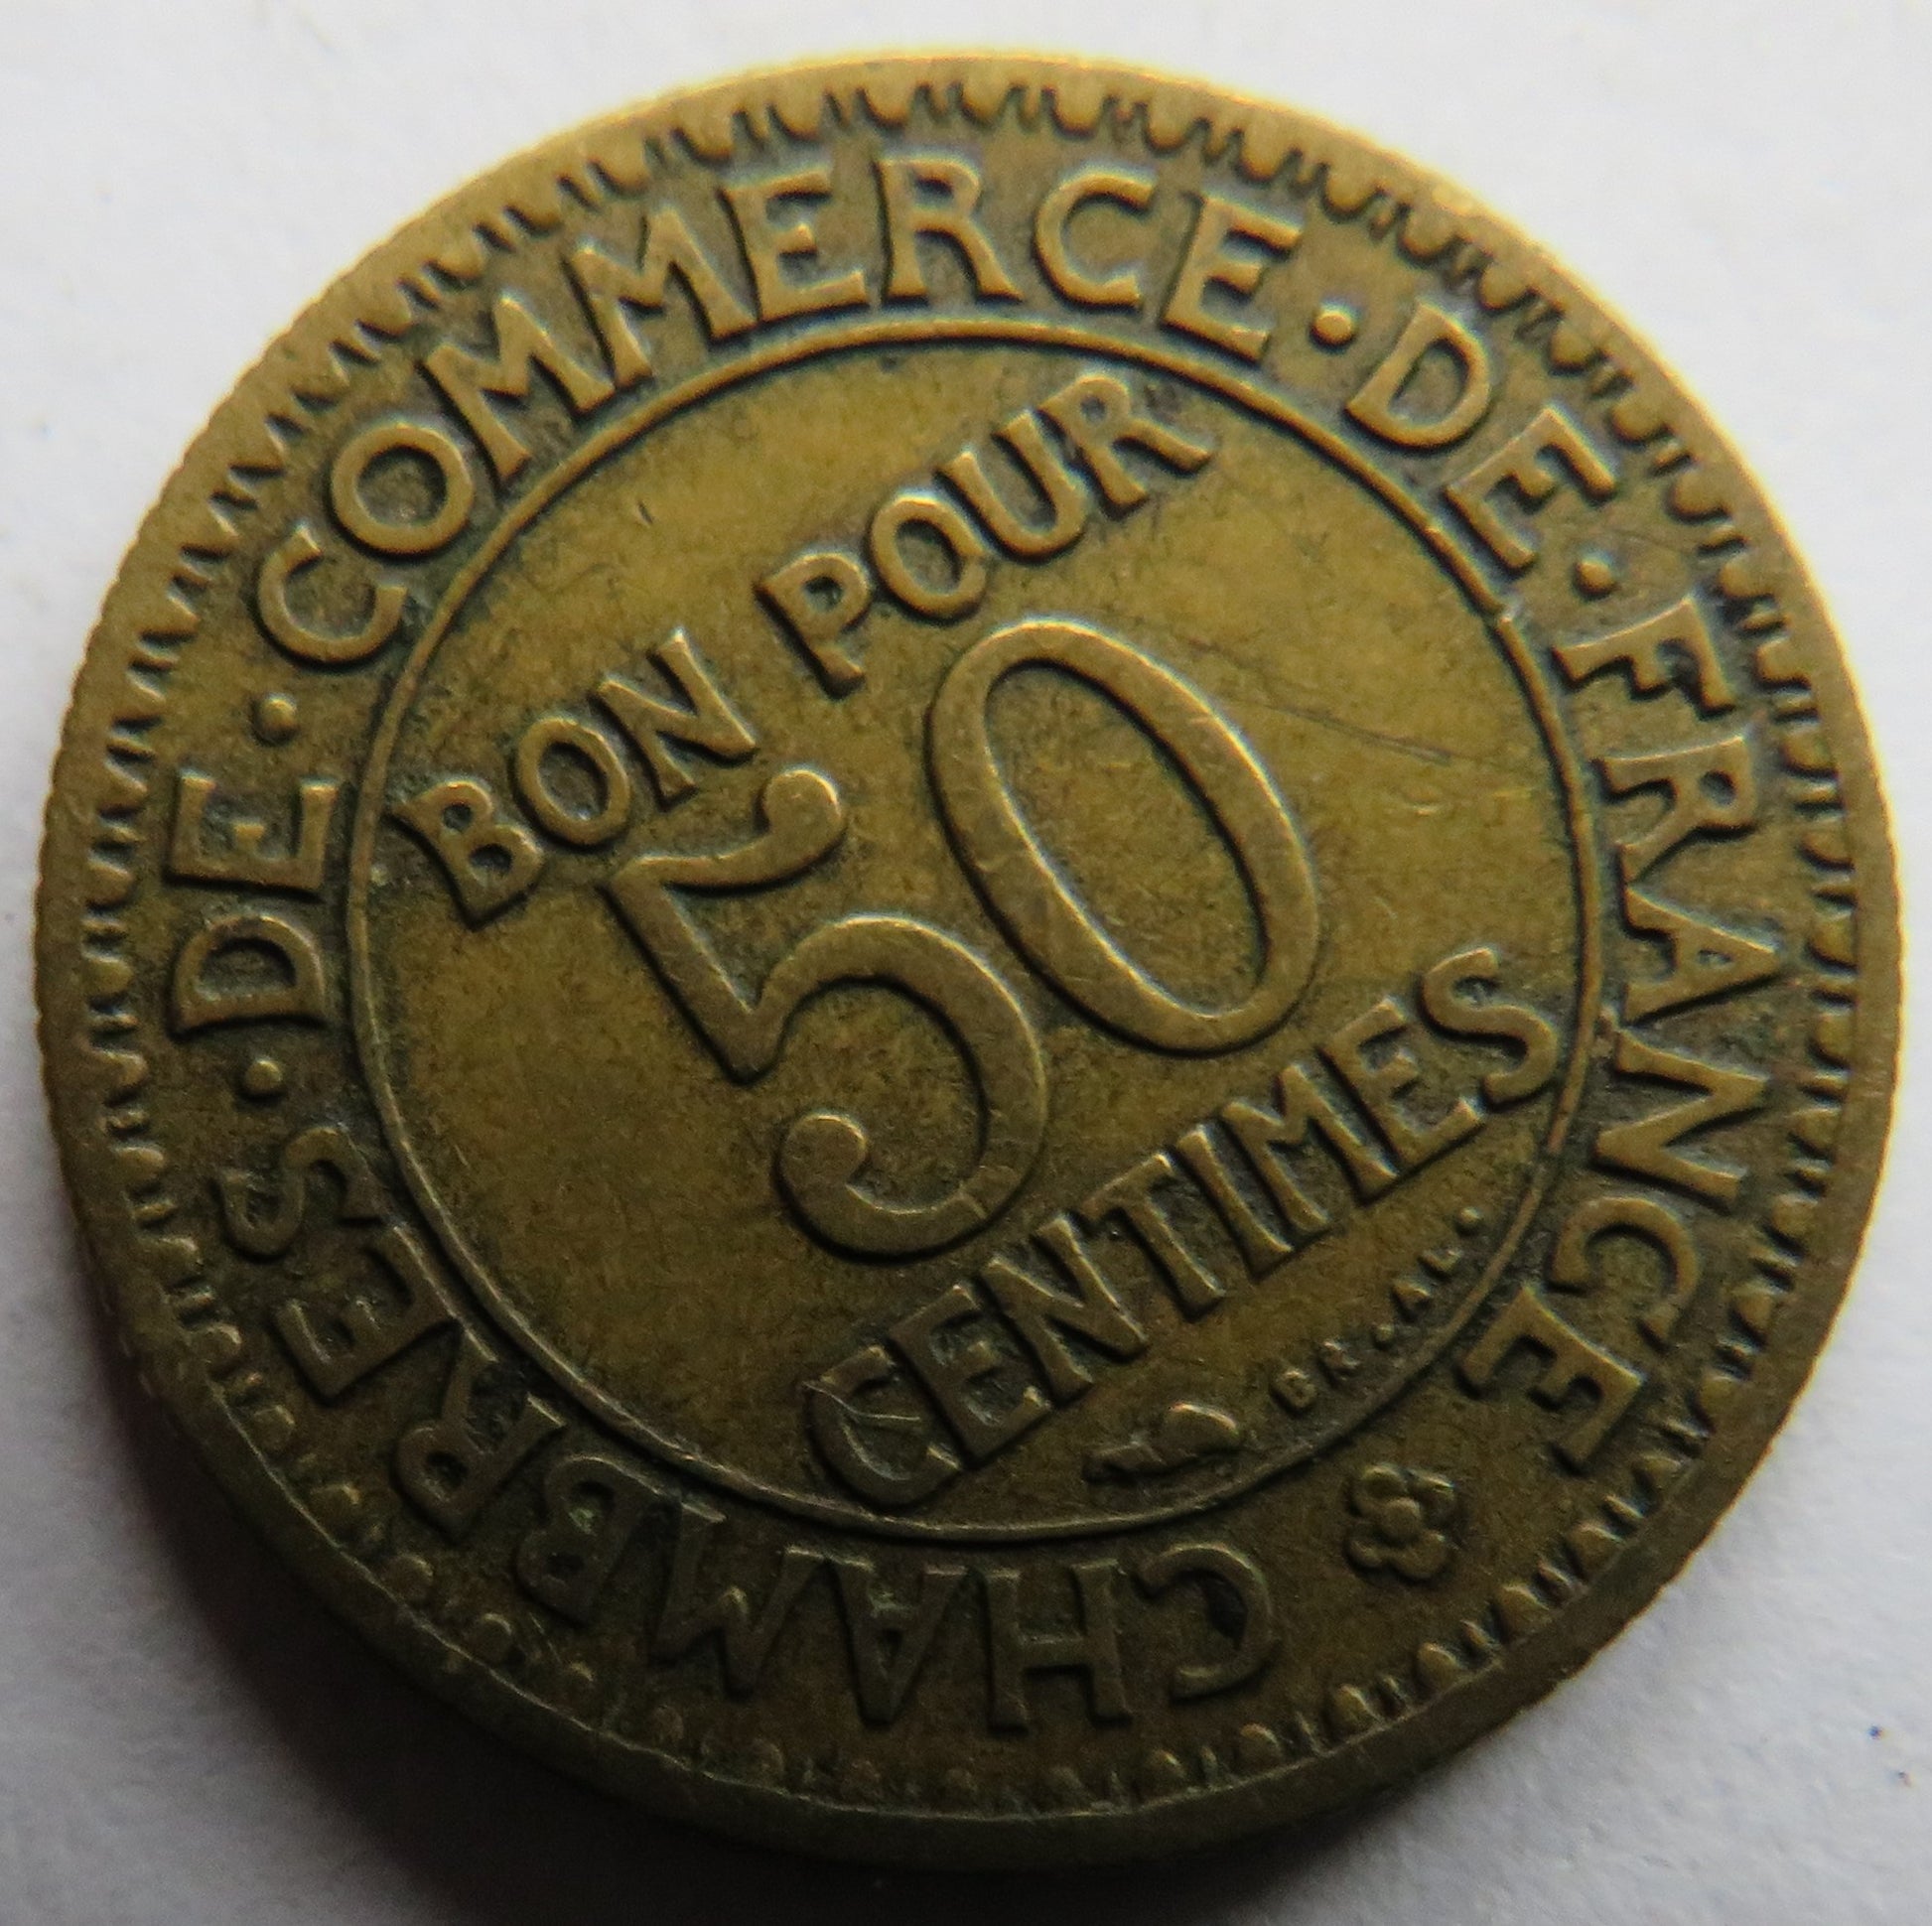 CHAMBRES · DE · COMMERCE · DE · FRANCE
BON POUR
50
CENTIMES